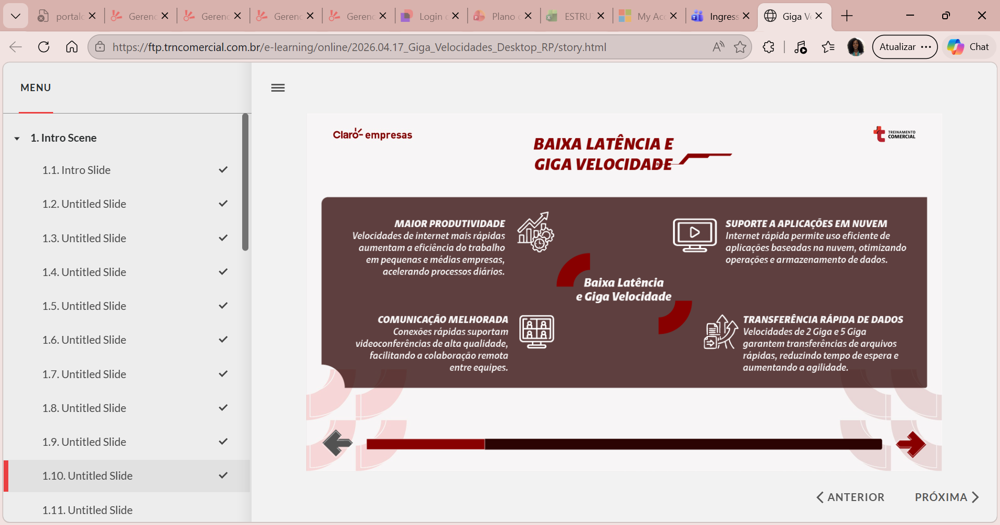 portalc
Gerenc
Gerenc
Gerenc
Gerenc
Login c
Plano c
ESTRUT
My Acc
Ingress
Giga Ve
https://ftp.trncomercial.com.br/e-learning/online/2026.04.17_Giga_Velocidades_Desktop_RP/story.html
Atualizar
Chat
MENU
1. Intro Scene
1.1. Intro Slide
1.2. Untitled Slide
1.3. Untitled Slide
1.4. Untitled Slide
1.5. Untitled Slide
1.6. Untitled Slide
1.7. Untitled Slide
1.8. Untitled Slide
1.9. Untitled Slide
1.10. Untitled Slide
1.11. Untitled Slide
Claro empresas
BAIXA LATÊNCIA E
GIGA VELOCIDADE
TREINAMENTO
COMERCIAL
MAIOR PRODUTIVIDADE
Velocidades de internet mais rápidas
aumentam a eficiência do trabalho
em pequenas e médias empresas,
acelerando processos diários.
SUPORTE A APLICAÇÕES EM NUVEM
Internet rápida permite uso eficiente de
aplicações baseadas na nuvem, otimizando
operações e armazenamento de dados.
Baixa Latência
e Giga Velocidade
COMUNICAÇÃO MELHORADA
Conexões rápidas suportam
videoconferências de alta qualidade,
facilitando a colaboração remota
entre equipes.
TRANSFERÊNCIA RÁPIDA DE DADOS
Velocidades de 2 Giga e 5 Giga
garantem transferências de arquivos
rápidas, reduzindo tempo de espera e
aumentando a agilidade.
ANTERIOR
PRÓXIMA